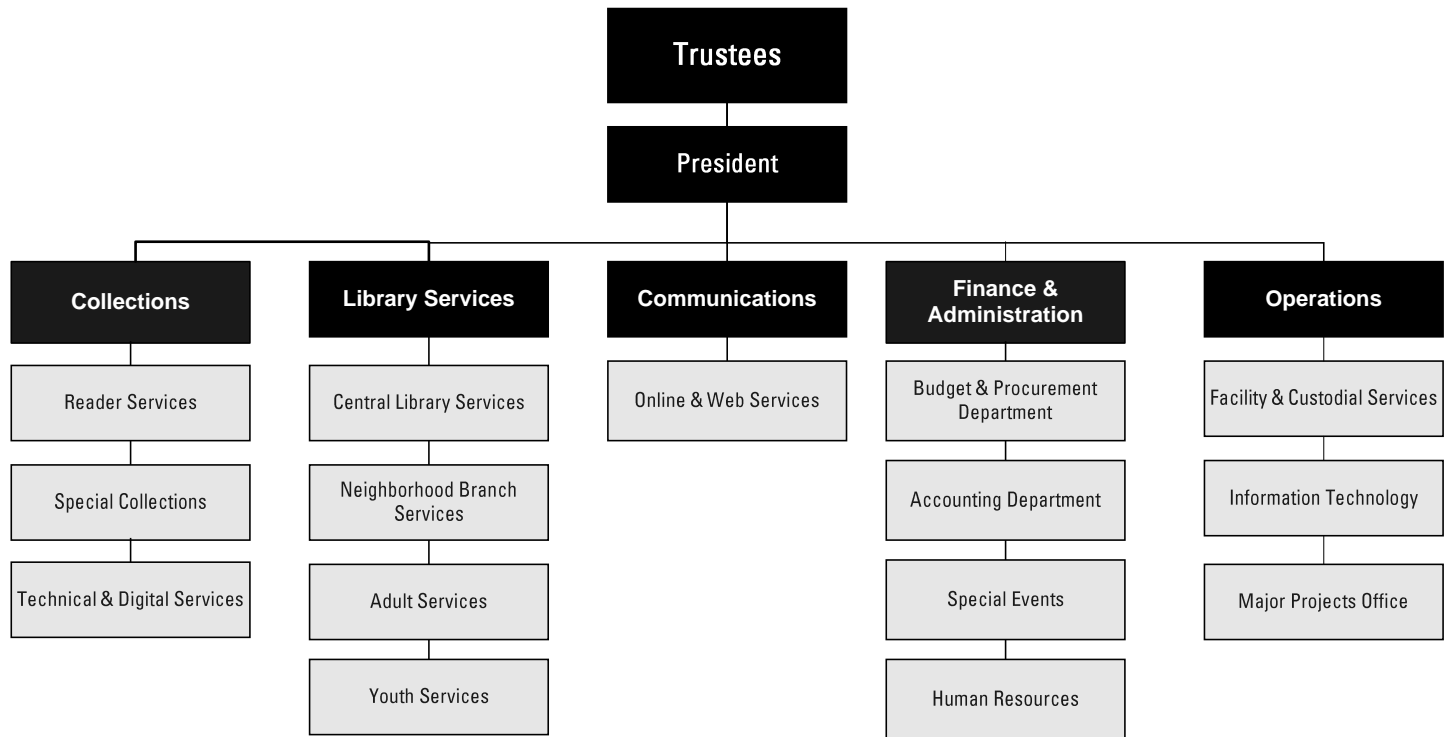 Trustees
President
Collections
Library Services
Communications
Finance &
Administration
Operations
Reader Services
Special Collections
Technical & Digital Services
Central Library Services
Neighborhood Branch
Services
Adult Services
Youth Services
Online & Web Services
Budget & Procurement
Department
Accounting Department
Special Events
Human Resources
Facility & Custodial Services
Information Technology
Major Projects Office